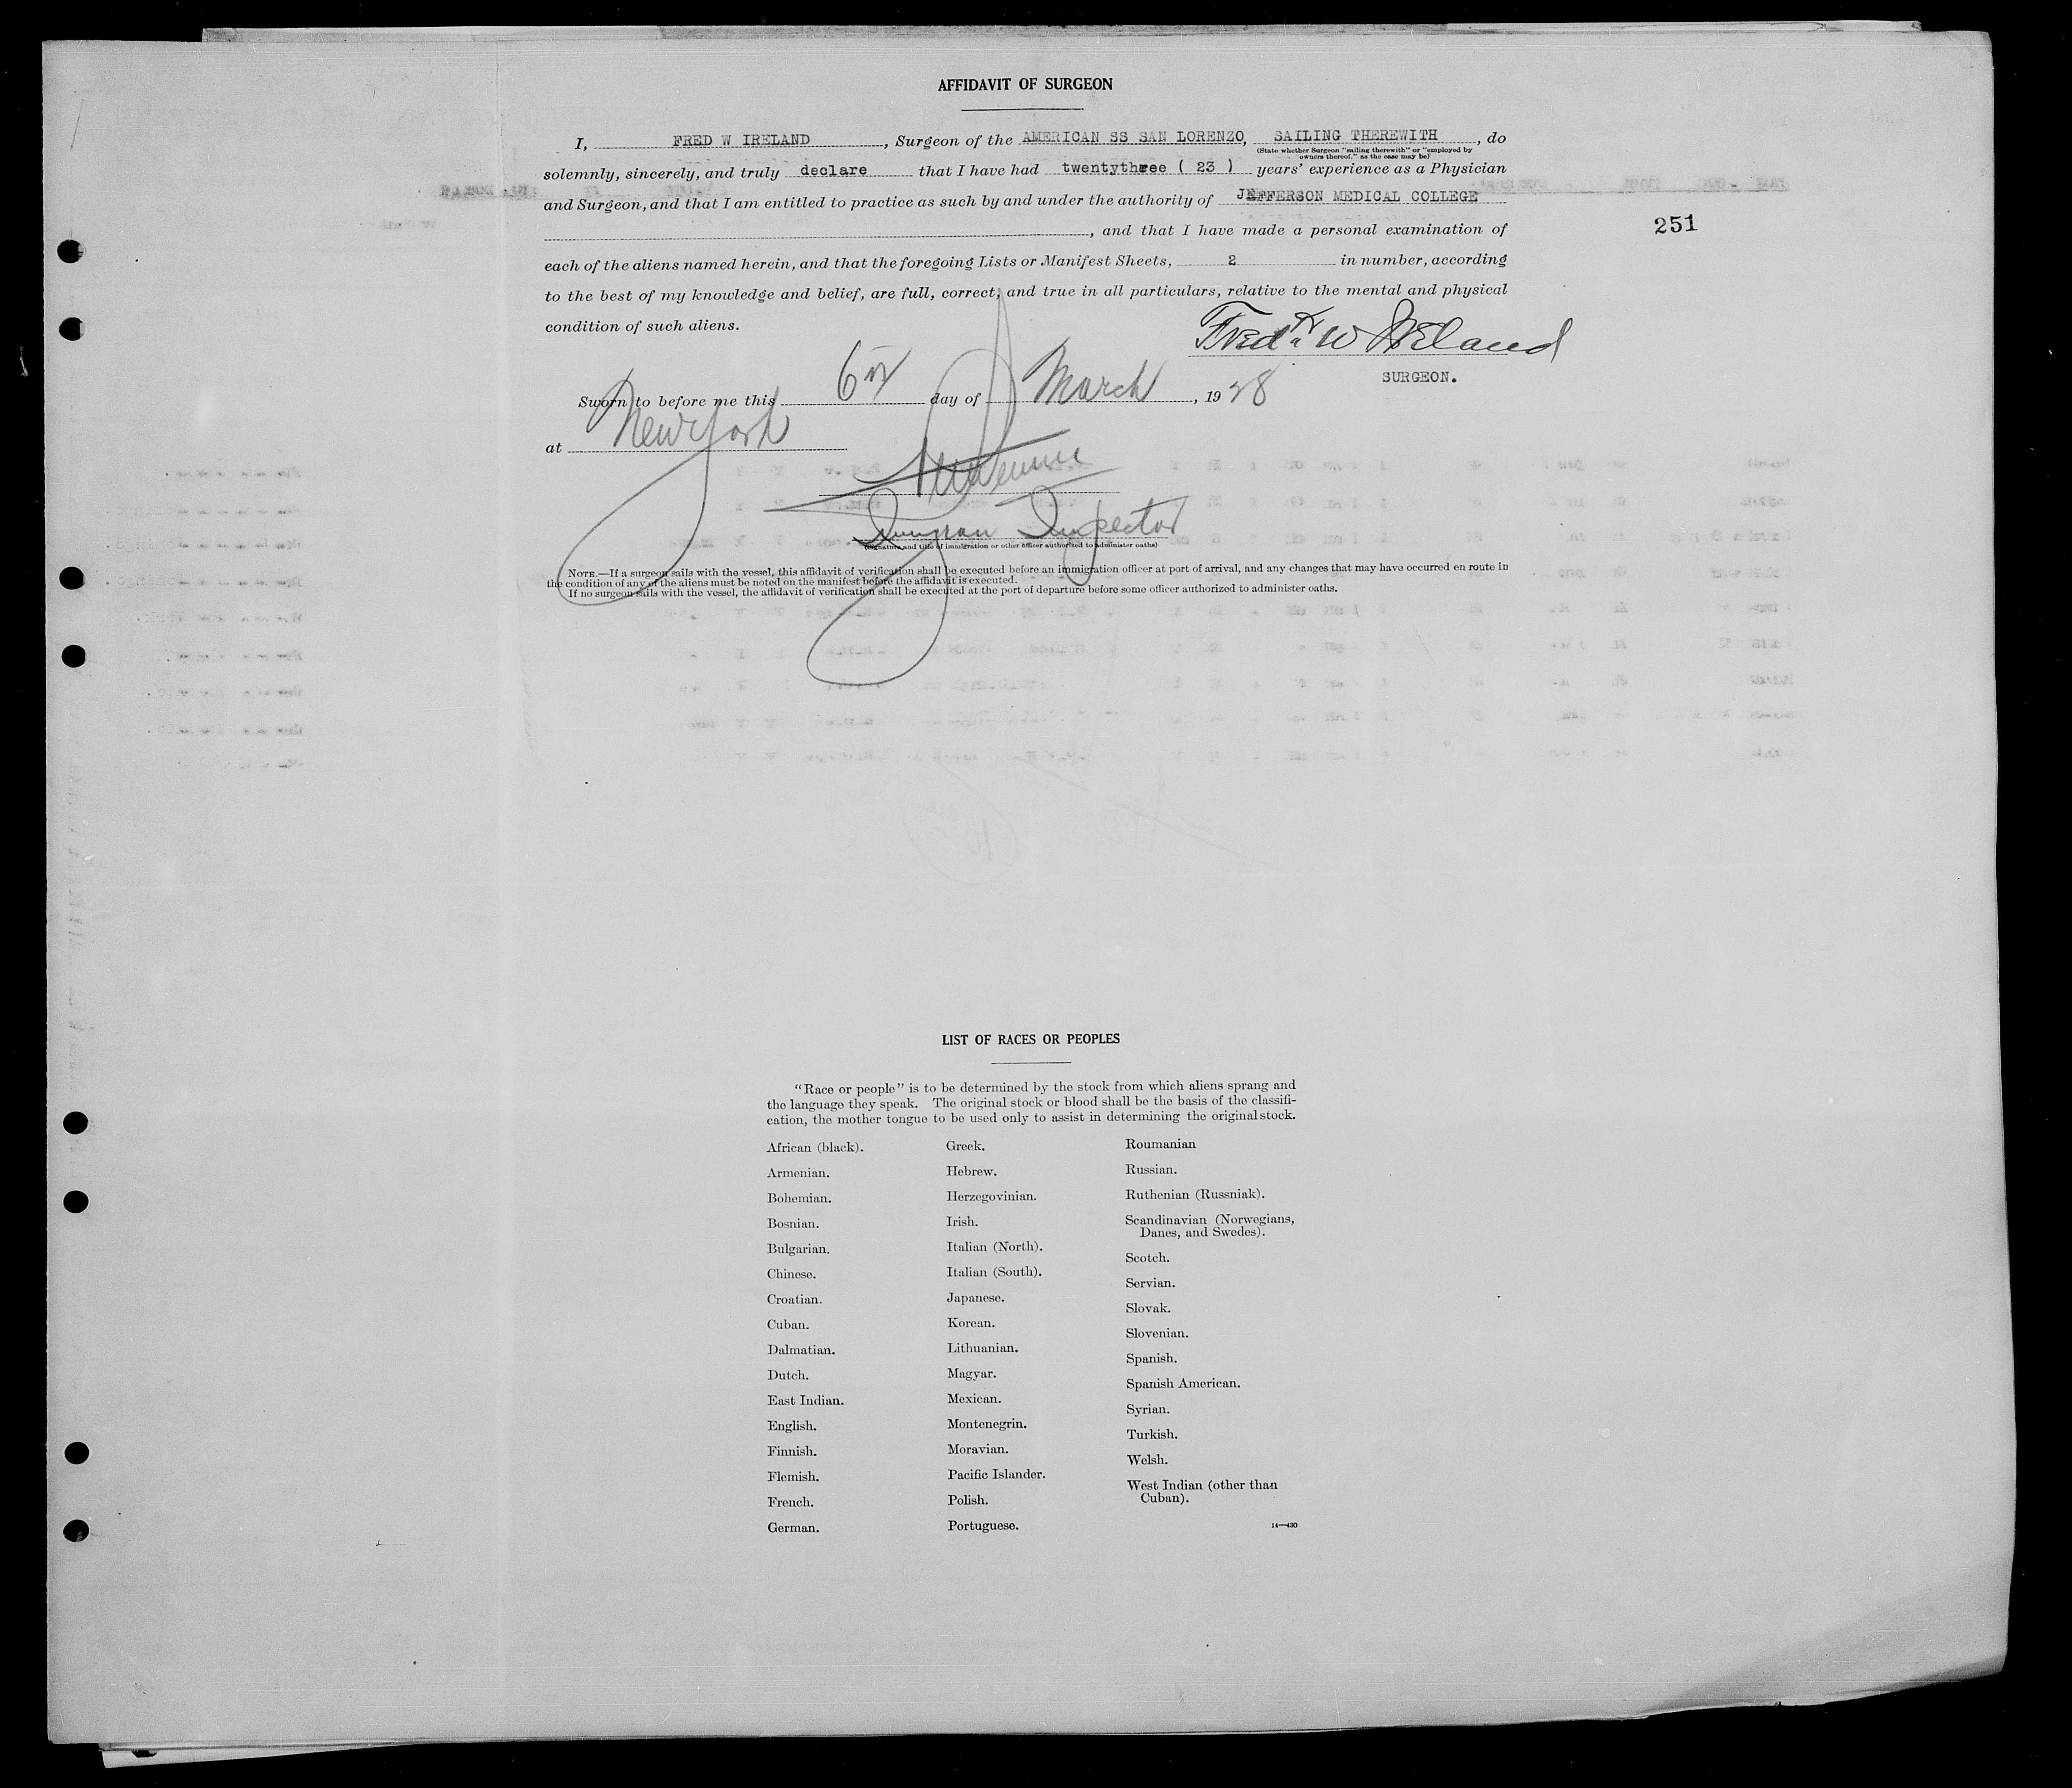 AFFIDAVIT OF SURGEON
I, FRED W IRELAND, Surgeon of the AMERICAN SS SAN LORENZO, SAILING THEREWITH, do
(State whether Surgeon "sailing therewith" or "employed by
owners thereof," as the case may be)
solemnly, sincerely, and truly declare that I have had twentythree ( 23 ) years' experience as a Physician
and Surgeon, and that I am entitled to practice as such by and under the authority of JEFFERSON MEDICAL COLLEGE
, and that I have made a personal examination of
251
each of the aliens named herein, and that the foregoing Lists or Manifest Sheets, 2 in number, according
to the best of my knowledge and belief, are full, correct, and true in all particulars, relative to the mental and physical
condition of such aliens.
Fredk W Ireland
SURGEON.
Sworn to before me this 6th day of March, 1928
at New York
Inspector
(Signature and title of immigration or other officer authorized to administer oaths)
NOTE.—If a surgeon sails with the vessel, this affidavit of verification shall be executed before an immigration officer at port of arrival, and any changes that may have occurred en route in
the condition of any of the aliens must be noted on the manifest before the affidavit is executed.
If no surgeon sails with the vessel, the affidavit of verification shall be executed at the port of departure before some officer authorized to administer oaths.
LIST OF RACES OR PEOPLES
"Race or people" is to be determined by the stock from which aliens sprang and
the language they speak. The original stock or blood shall be the basis of the classifi-
cation, the mother tongue to be used only to assist in determining the original stock.
African (black).
Armenian.
Bohemian.
Bosnian.
Bulgarian.
Chinese.
Croatian.
Cuban.
Dalmatian.
Dutch.
East Indian.
English.
Finnish.
Flemish.
French.
German.
Greek.
Hebrew.
Herzegovinian.
Irish.
Italian (North).
Italian (South).
Japanese.
Korean.
Lithuanian.
Magyar.
Mexican.
Montenegrin.
Moravian.
Pacific Islander.
Polish.
Portuguese.
Roumanian
Russian.
Ruthenian (Russniak).
Scandinavian (Norwegians,
Danes, and Swedes).
Scotch.
Servian.
Slovak.
Slovenian.
Spanish.
Spanish American.
Syrian.
Turkish.
Welsh.
West Indian (other than
Cuban).
14—430